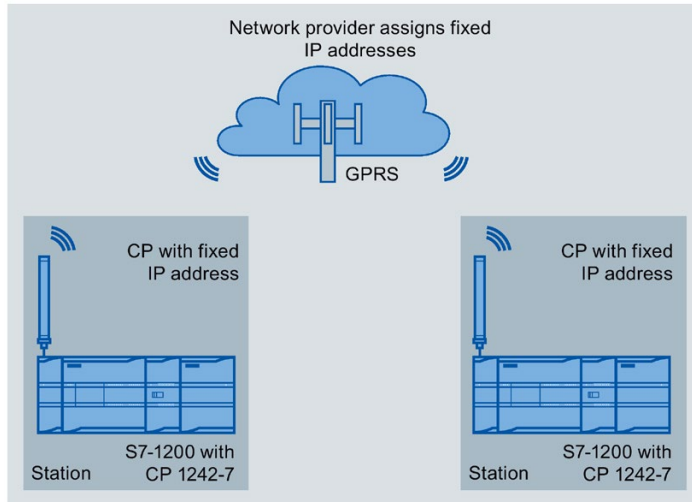 Network provider assigns fixed
IP addresses
GPRS
CP with fixed
IP address
S7-1200 with
Station CP 1242-7
CP with fixed
IP address
S7-1200 with
Station CP 1242-7